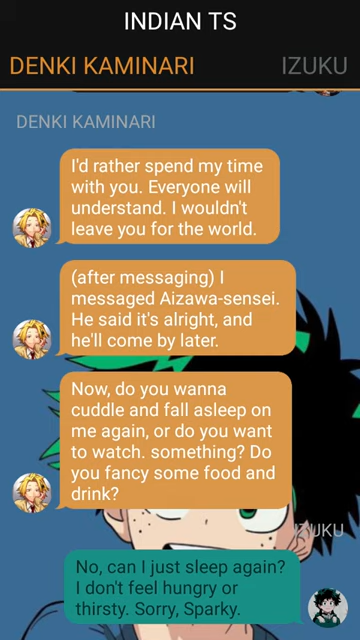 INDIAN TS
DENKI KAMINARI
IZUKU
DENKI KAMINARI
I'd rather spend my time
with you. Everyone will
understand. I wouldn't
leave you for the world.
(after messaging) I
messaged Aizawa-sensei.
He said it's alright, and
he'll come by later.
Now, do you wanna
cuddle and fall asleep on
me again, or do you want
to watch. something? Do
you fancy some food and
drink?
IZUKU
No, can I just sleep again?
I don't feel hungry or
thirsty. Sorry, Sparky.